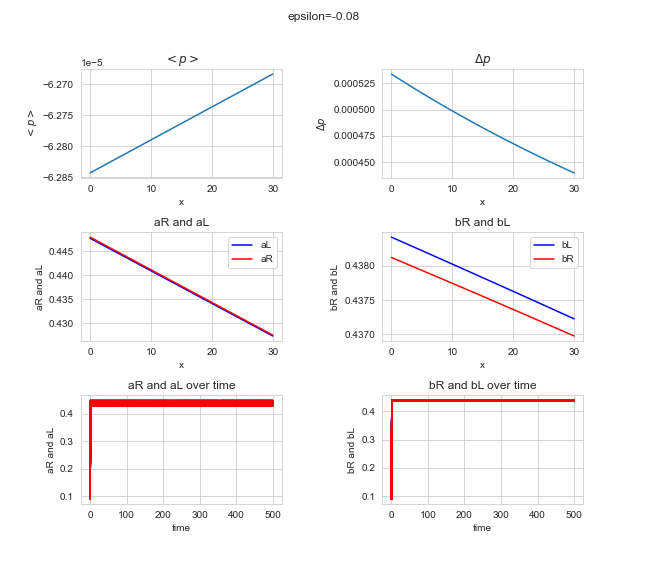 epsilon=-0.08
<p>
1e−5
<p>
−6.270
−6.275
−6.280
−6.285
0 10 20 30
x
Δp
Δp
0.000525
0.000500
0.000475
0.000450
0 10 20 30
x
aR and aL
aR and aL
0.445
0.440
0.435
0.430
aL
aR
0 10 20 30
x
bR and bL
bR and bL
0.4380
0.4375
0.4370
bL
bR
0 10 20 30
x
aR and aL over time
aR and aL
0.4
0.3
0.2
0.1
0 100 200 300 400 500
time
bR and bL over time
bR and bL
0.4
0.3
0.2
0.1
0 100 200 300 400 500
time